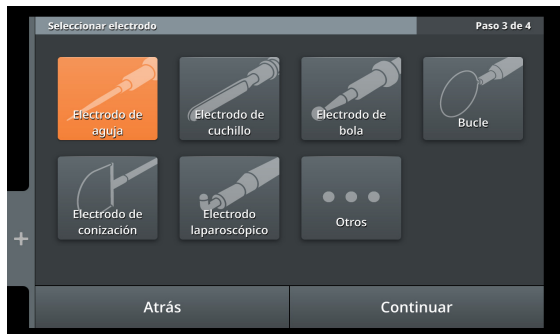 Seleccionar electrodo
Paso 3 de 4
Electrodo de
aguja
Electrodo de
cuchillo
Electrodo de
bola
Bucle
Electrodo de
conización
Electrodo
laparoscópico
Otros
+
Atrás
Continuar